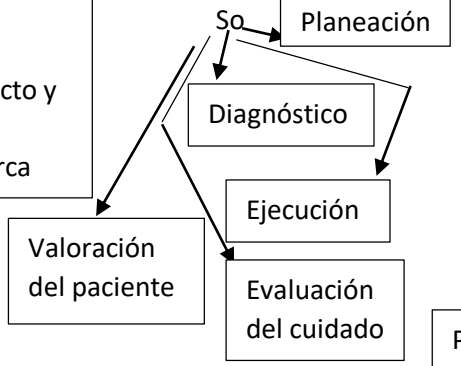 So
Planeación
cto y
Diagnóstico
rca
Ejecución
Valoración
del paciente
Evaluación
del cuidado
P